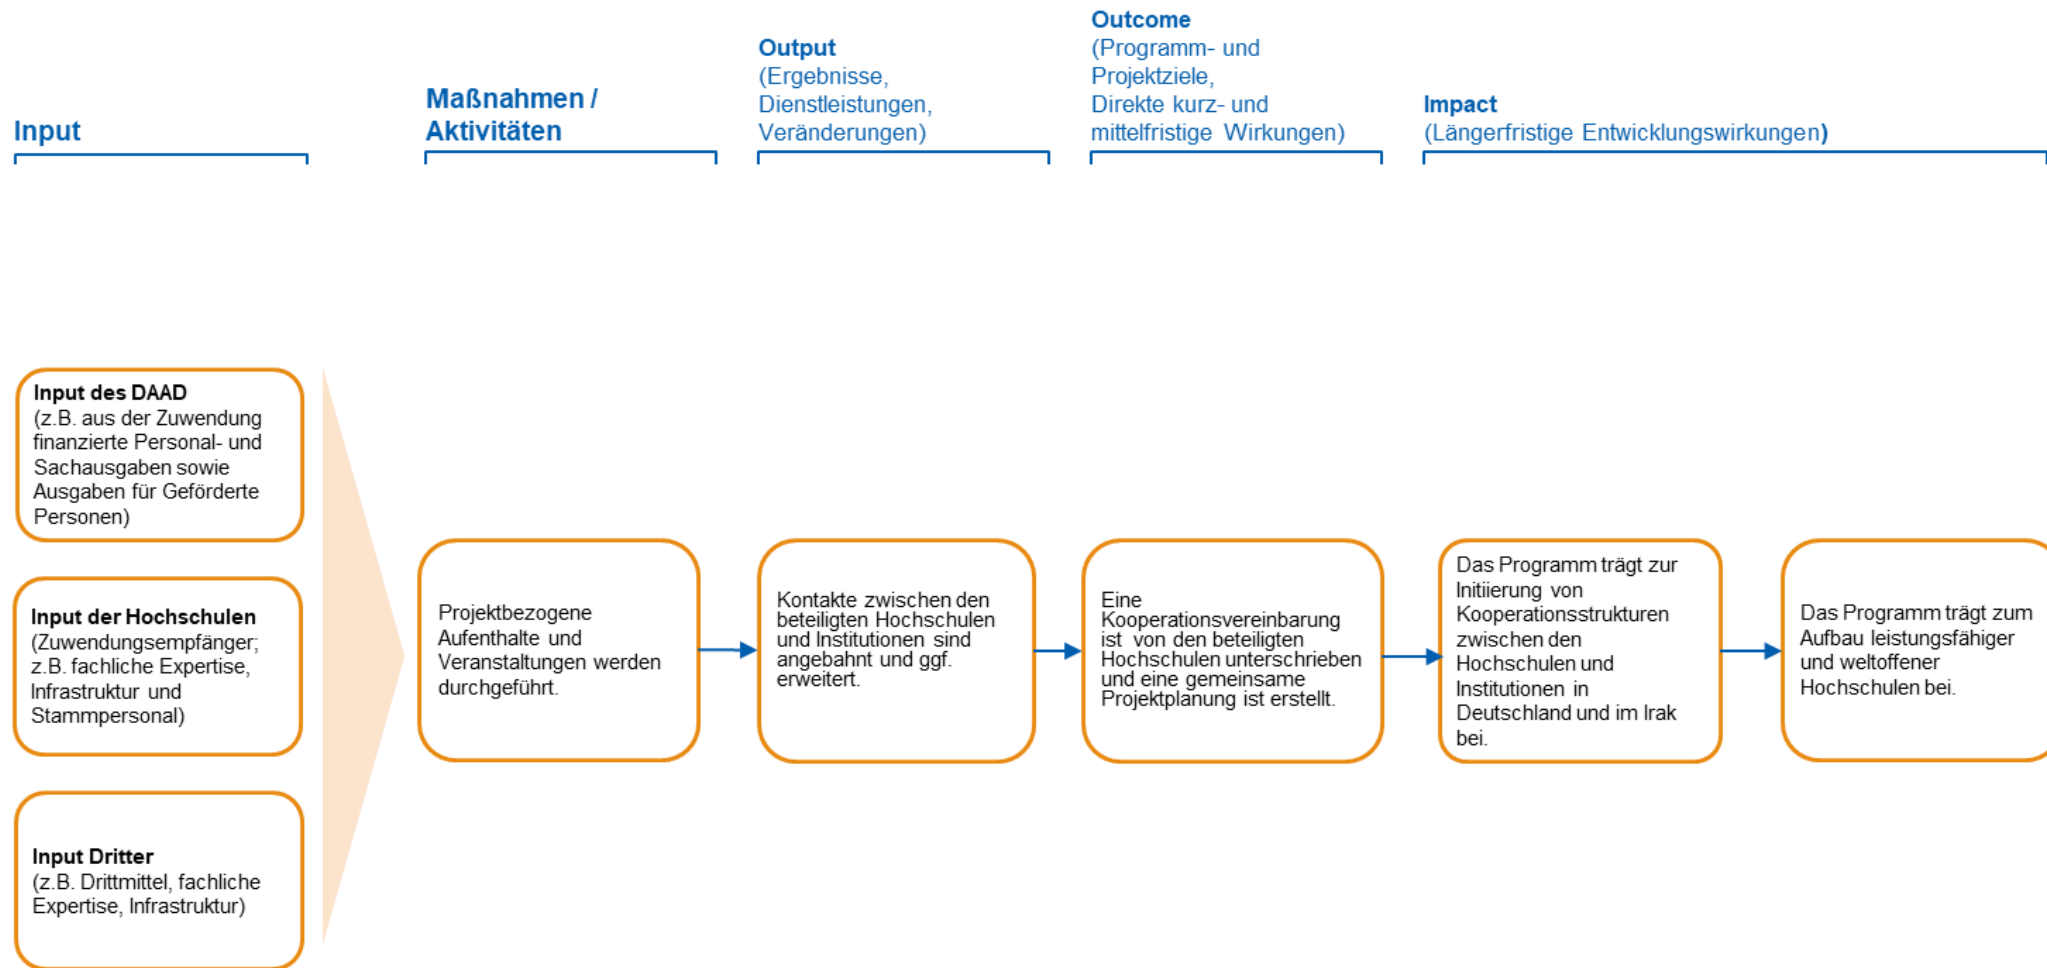 Input
Maßnahmen /
Aktivitäten
Output
(Ergebnisse,
Dienstleistungen,
Veränderungen)
Outcome
(Programm- und
Projektziele,
Direkte kurz- und
mittelfristige Wirkungen)
Impact
(Längerfristige Entwicklungswirkungen)
Input des DAAD
(z.B. aus der Zuwendung
finanzierte Personal- und
Sachausgaben sowie
Ausgaben für Geförderte
Personen)
Input der Hochschulen
(Zuwendungsempfänger;
z.B. fachliche Expertise,
Infrastruktur und
Stammpersonal)
Input Dritter
(z.B. Drittmittel, fachliche
Expertise, Infrastruktur)
Projektbezogene
Aufenthalte und
Veranstaltungen werden
durchgeführt.
Kontakte zwischen den
beteiligten Hochschulen
und Institutionen sind
angebahnt und ggf.
erweitert.
Eine
Kooperationsvereinbarung
ist von den beteiligten
Hochschulen unterschrieben
und eine gemeinsame
Projektplanung ist erstellt.
Das Programm trägt zur
Initiierung von
Kooperationsstrukturen
zwischen den
Hochschulen und
Institutionen in
Deutschland und im Irak
bei.
Das Programm trägt zum
Aufbau leistungsfähiger
und weltoffener
Hochschulen bei.